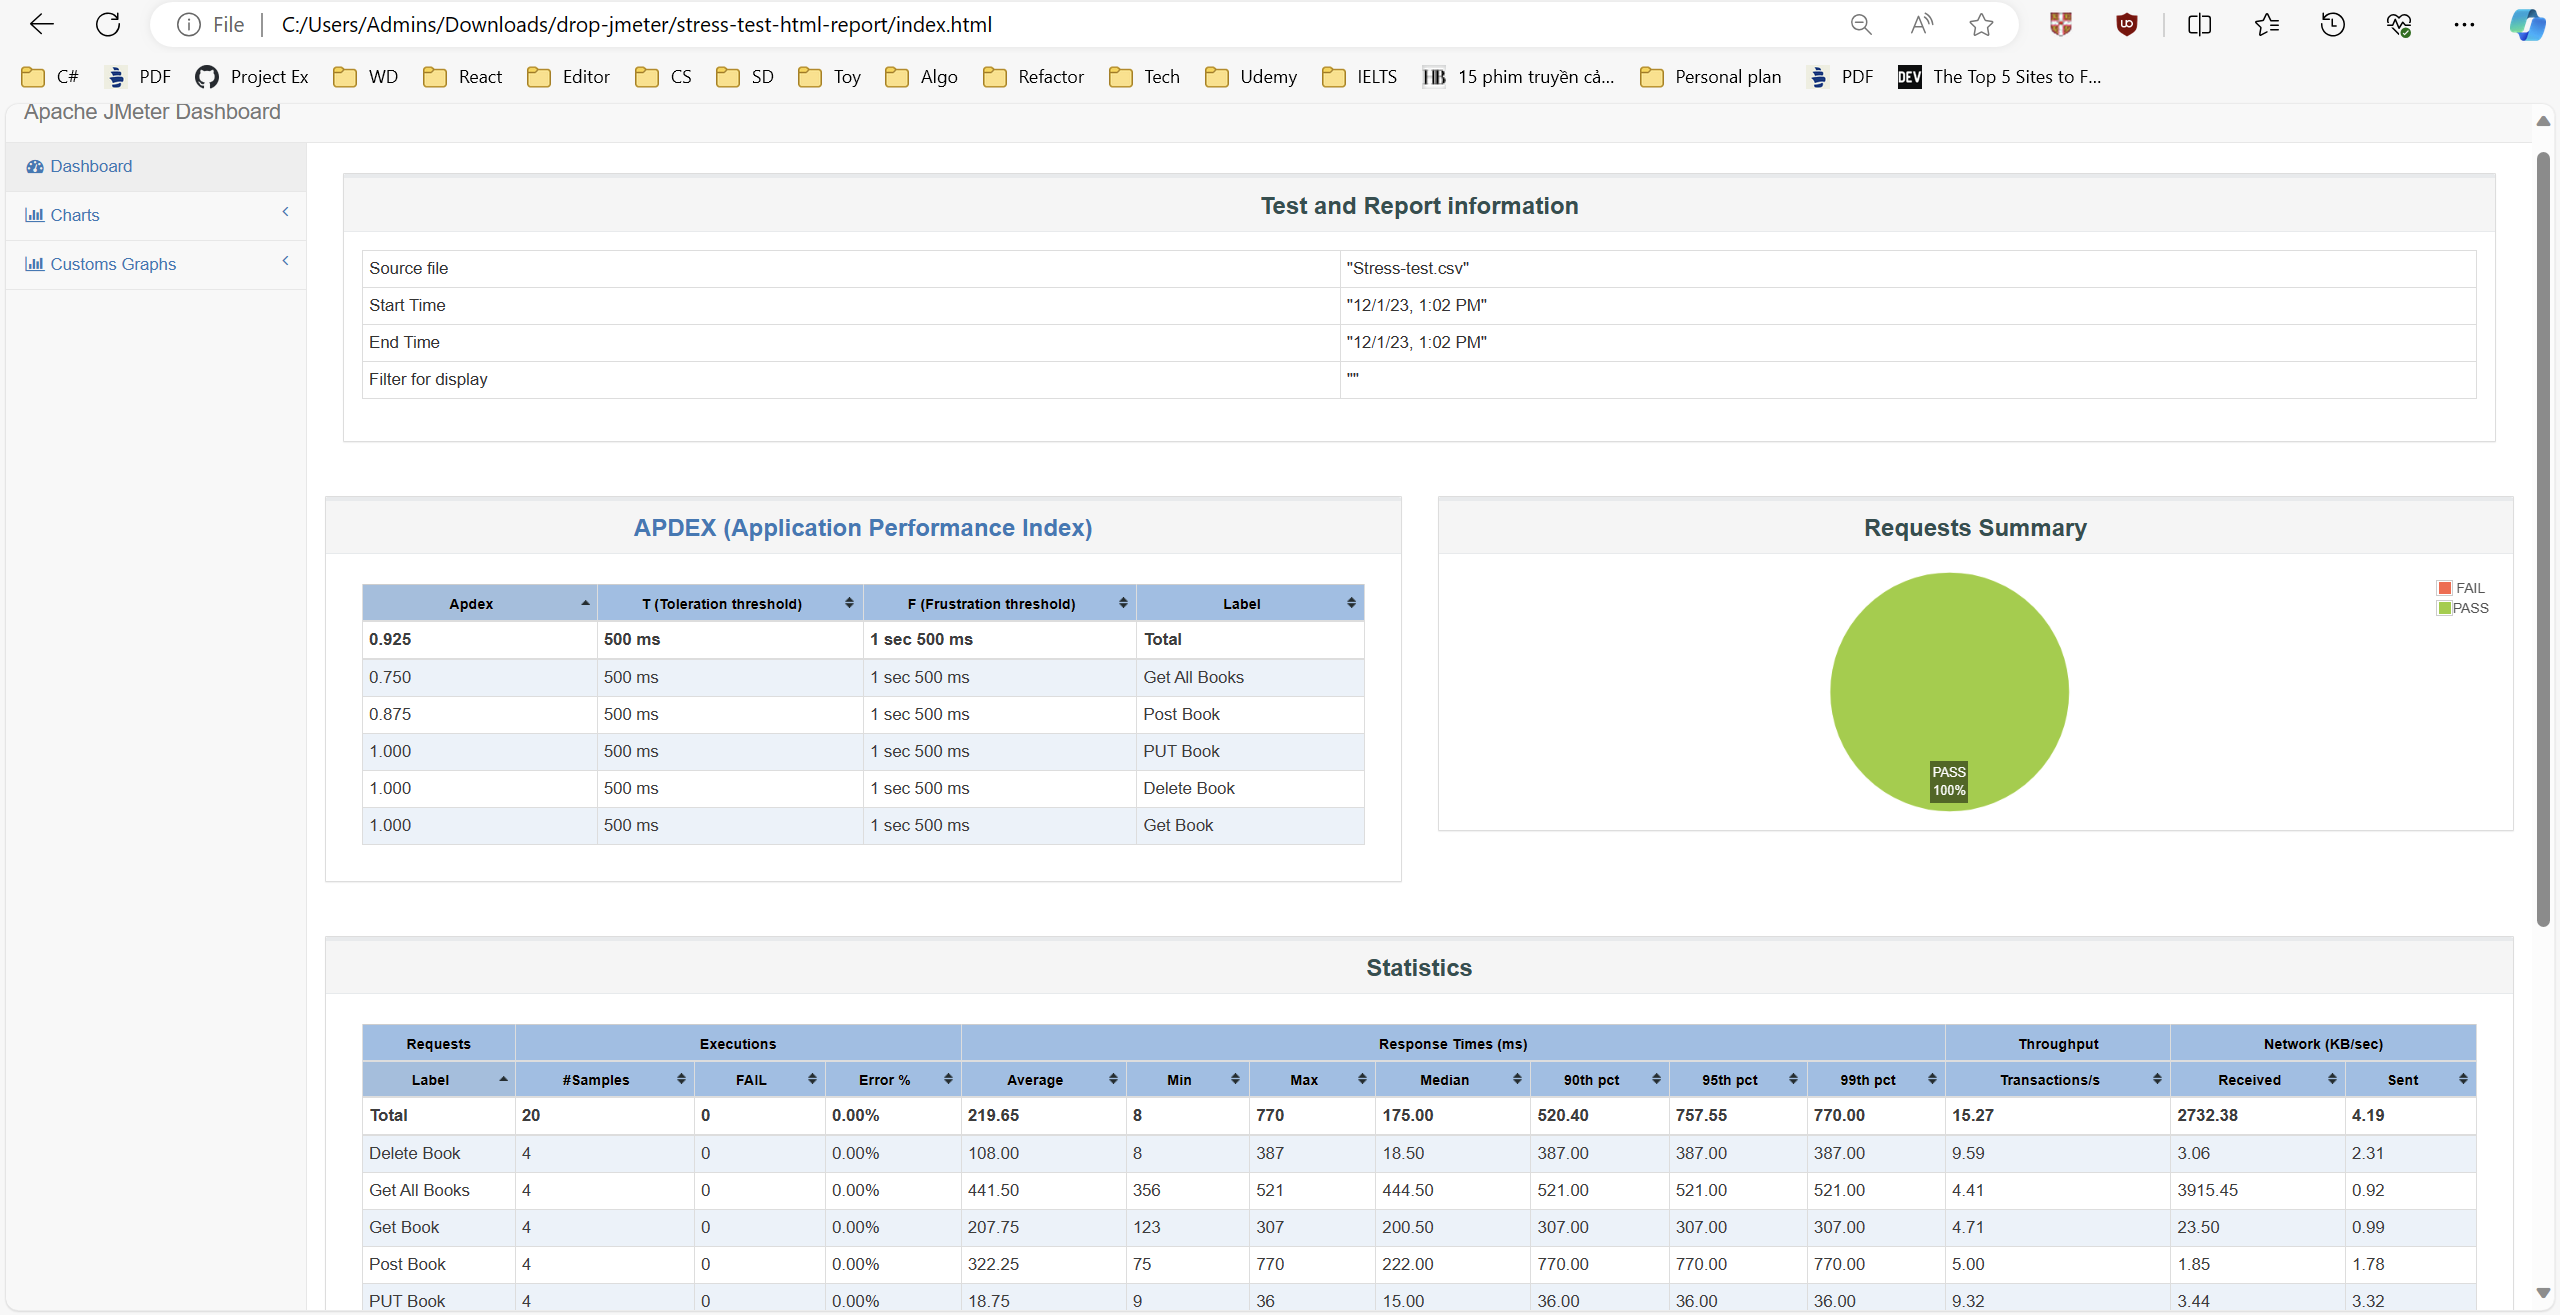 File C:/Users/Admins/Downloads/drop-jmeter/stress-test-html-report/index.html
C# PDF Project Ex WD React Editor CS SD Toy Algo Refactor Tech Udemy IELTS HB 15 phim truyền cả... Personal plan PDF DEV The Top 5 Sites to F...
Apache JMeter Dashboard
Dashboard
Charts
Customs Graphs
Test and Report information
Source file "Stress-test.csv"
Start Time "12/1/23, 1:02 PM"
End Time "12/1/23, 1:02 PM"
Filter for display ""
APDEX (Application Performance Index)
Apdex T (Toleration threshold) F (Frustration threshold) Label
0.925 500 ms 1 sec 500 ms Total
0.750 500 ms 1 sec 500 ms Get All Books
0.875 500 ms 1 sec 500 ms Post Book
1.000 500 ms 1 sec 500 ms PUT Book
1.000 500 ms 1 sec 500 ms Delete Book
1.000 500 ms 1 sec 500 ms Get Book
Requests Summary
FAIL
PASS
PASS
100%
Statistics
Requests Executions Response Times (ms) Throughput Network (KB/sec)
Label #Samples FAIL Error % Average Min Max Median 90th pct 95th pct 99th pct Transactions/s Received Sent
Total 20 0 0.00% 219.65 8 770 175.00 520.40 757.55 770.00 15.27 2732.38 4.19
Delete Book 4 0 0.00% 108.00 8 387 18.50 387.00 387.00 387.00 9.59 3.06 2.31
Get All Books 4 0 0.00% 441.50 356 521 444.50 521.00 521.00 521.00 4.41 3915.45 0.92
Get Book 4 0 0.00% 207.75 123 307 200.50 307.00 307.00 307.00 4.71 23.50 0.99
Post Book 4 0 0.00% 322.25 75 770 222.00 770.00 770.00 770.00 5.00 1.85 1.78
PUT Book 4 0 0.00% 18.75 9 36 15.00 36.00 36.00 36.00 9.32 3.44 3.32